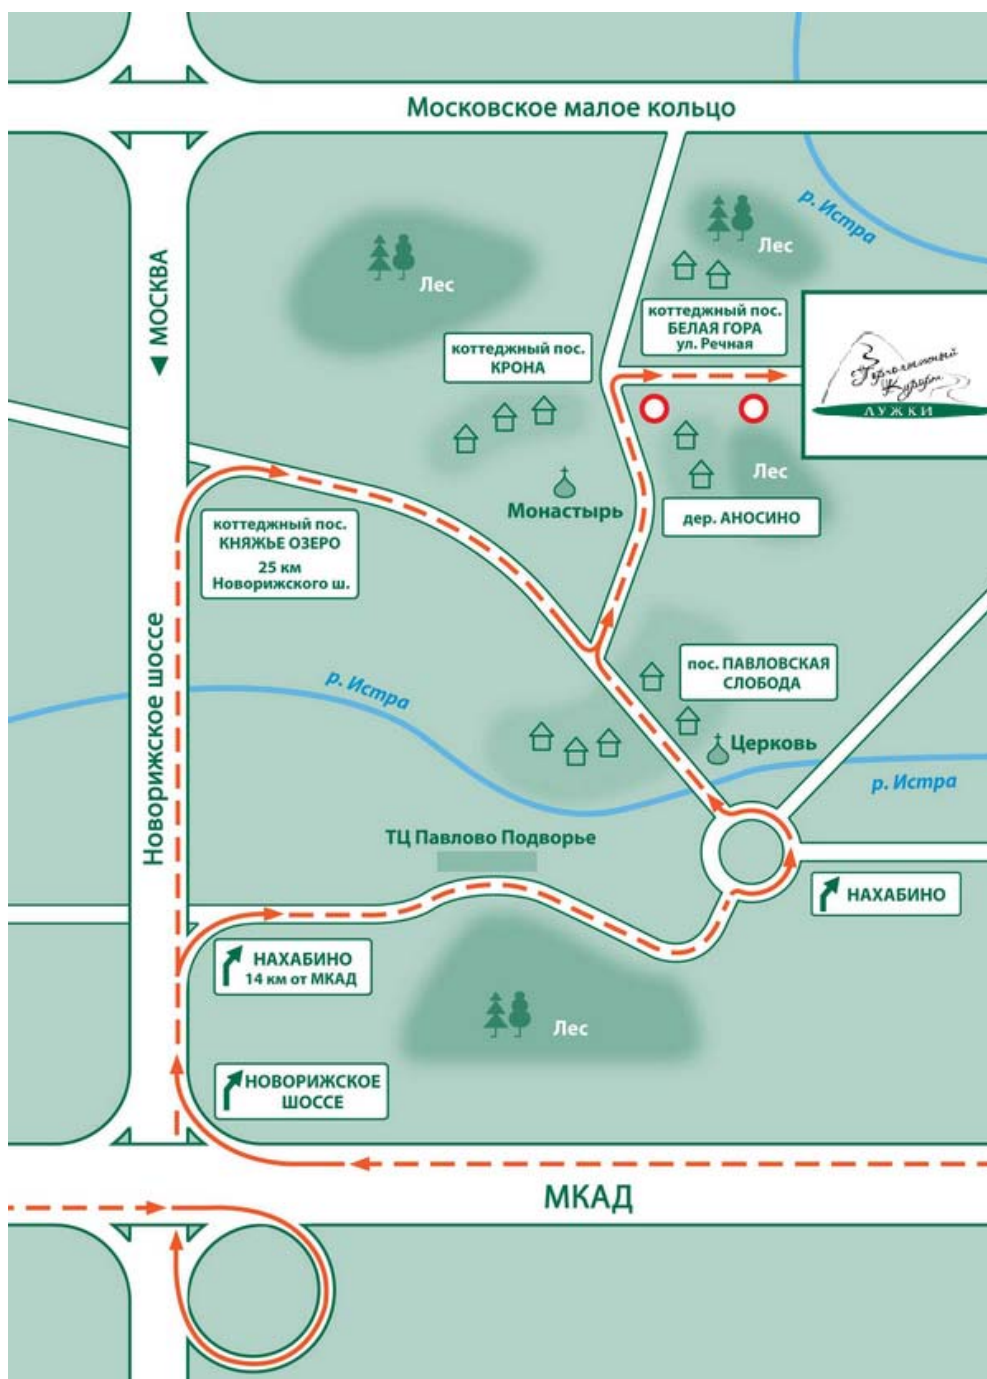 Московское малое кольцо
р. Истра
Лес
Лес
◄ МОСКВА
коттеджный пос.
БЕЛАЯ ГОРА
ул. Речная
коттеджный пос.
КРОНА
Горнолыжный
Курорт
ЛУЖКИ
Лес
Монастырь
дер. АНОСИНО
коттеджный пос.
КНЯЖЬЕ ОЗЕРО
25 км
Новорижского ш.
Новорижское шоссе
р. Истра
пос. ПАВЛОВСКАЯ
СЛОБОДА
Церковь
р. Истра
ТЦ Павлово Подворье
НАХАБИНО
НАХАБИНО
14 км от МКАД
Лес
НОВОРИЖСКОЕ
ШОССЕ
МКАД